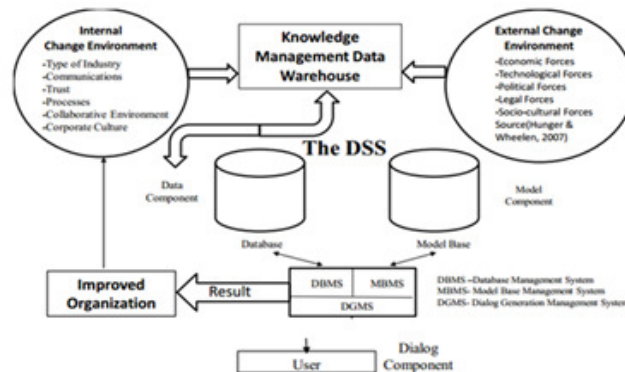 Internal
Change Environment
-Type of Industry
-Communications
-Trust
-Processes
-Collaborative Environment
-Corporate Culture
Knowledge
Management Data
Warehouse
External Change
Environment
-Economic Forces
-Technological Forces
-Political Forces
-Legal Forces
-Socio-cultural Forces
Source(Hunger &
Wheelen, 2007)
The DSS
Data
Component
Model
Component
Database
Model Base
Improved
Organization
Result
DBMS
MBMS
DGMS
DBMS –Database Management System
MBMS- Model Base Management System
DGMS- Dialog Generation Management System
User
Dialog
Component